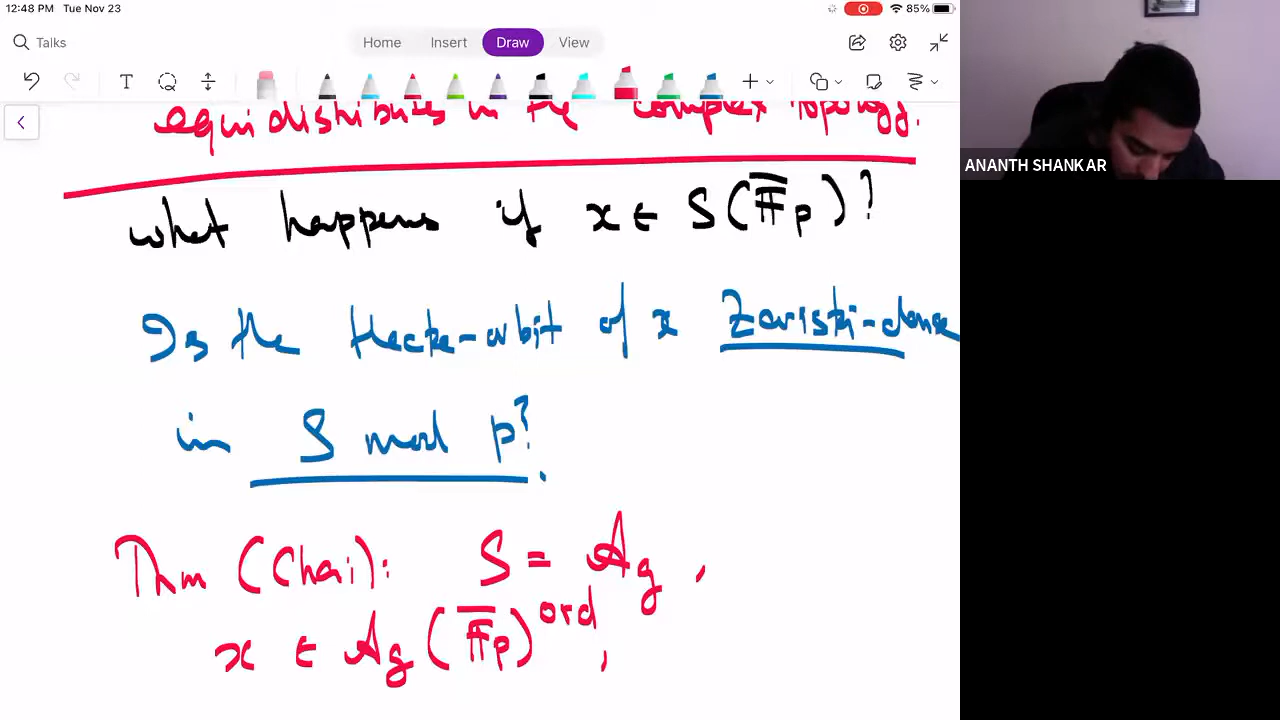 12:48 PM Tue Nov 23
85%
Talks
Home Insert Draw View
T
equidistributes in the complex topology.
ANANTH SHANKAR
what happens if x ∈ S(𝔽̅p)?
Is the Hecke-orbit of x Zariski-dense
in S mod p?
Thm (Chai): S = Ag,
x ∈ Ag(𝔽̅p)^ord,